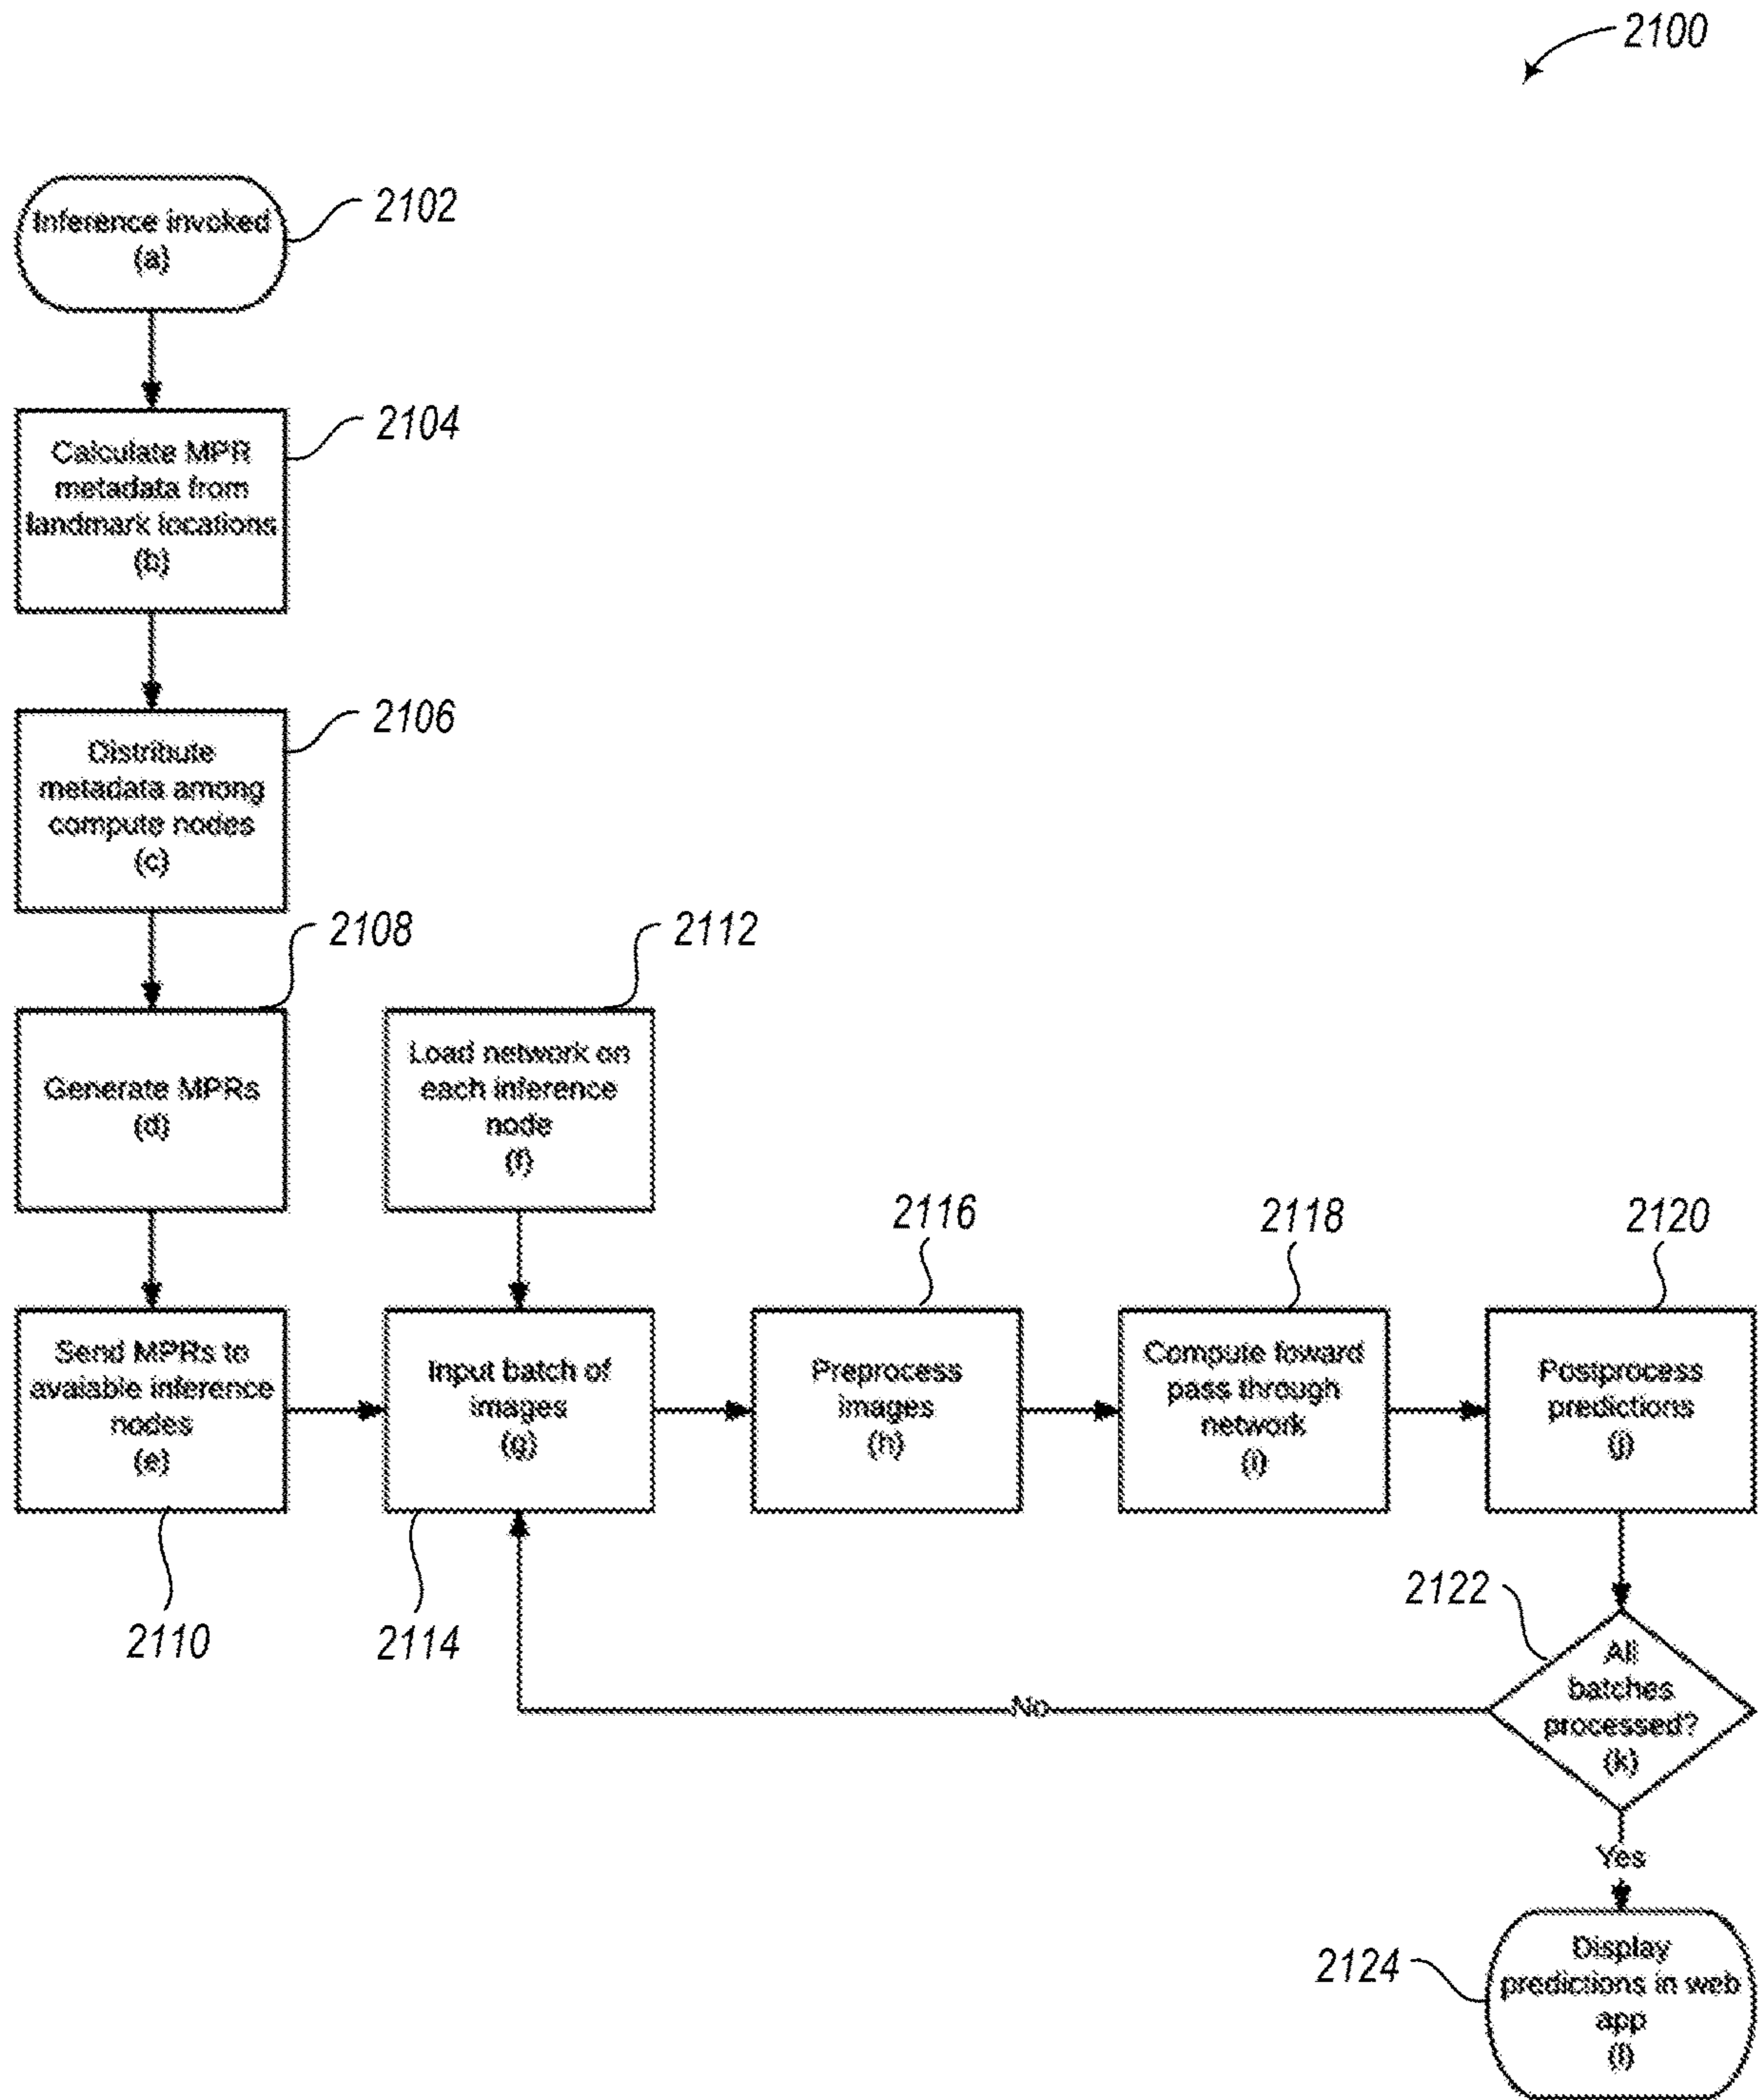 2100
Inference invoked
(a)
2102
Calculate MPR
metadata from
landmark locations
(b)
2104
Distribute
metadata among
compute nodes
(c)
2106
Generate MPRs
(d)
2108
Load network on
each inference
node
(f)
2112
Send MPRs to
avaiable inference
nodes
(e)
2110
Input batch of
images
(g)
2114
Preprocess
images
(h)
2116
Compute foward
pass through
network
(i)
2118
Postprocess
predictions
(j)
2120
All
batches
processed?
(k)
2122
No
Yes
Display
predictions in web
app
(l)
2124